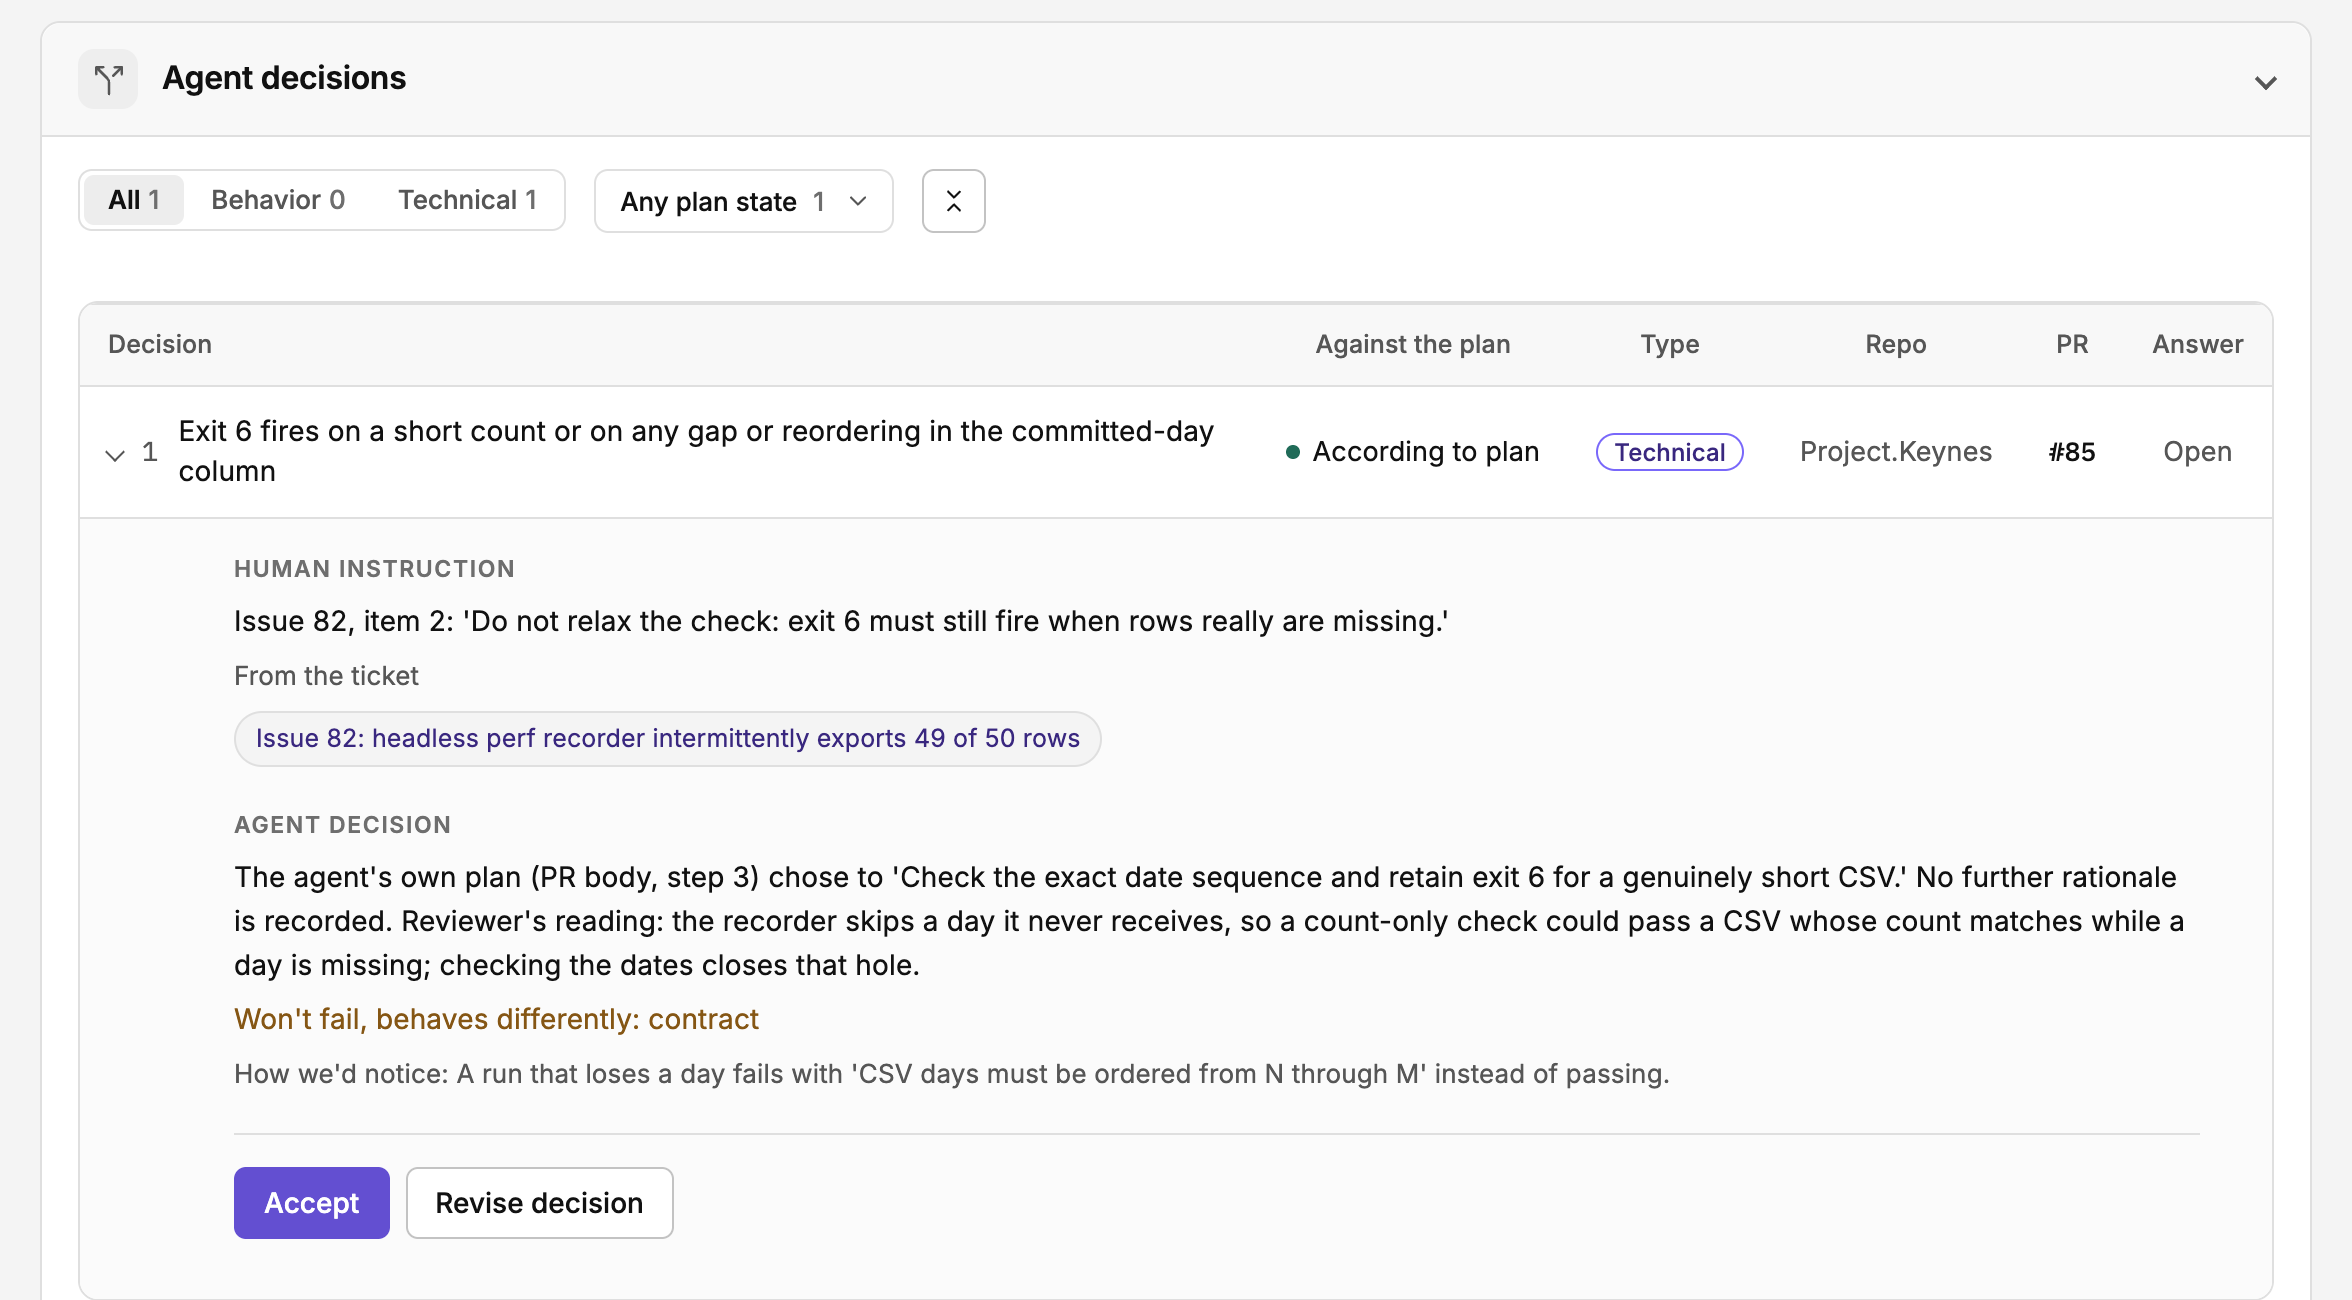 Agent decisions
All 1 Behavior 0 Technical 1 Any plan state 1
Decision Against the plan Type Repo PR Answer
1 Exit 6 fires on a short count or on any gap or reordering in the committed-day
column
According to plan Technical Project.Keynes #85 Open
HUMAN INSTRUCTION
Issue 82, item 2: 'Do not relax the check: exit 6 must still fire when rows really are missing.'
From the ticket
Issue 82: headless perf recorder intermittently exports 49 of 50 rows
AGENT DECISION
The agent's own plan (PR body, step 3) chose to 'Check the exact date sequence and retain exit 6 for a genuinely short CSV.' No further rationale
is recorded. Reviewer's reading: the recorder skips a day it never receives, so a count-only check could pass a CSV whose count matches while a
day is missing; checking the dates closes that hole.
Won't fail, behaves differently: contract
How we'd notice: A run that loses a day fails with 'CSV days must be ordered from N through M' instead of passing.
Accept Revise decision